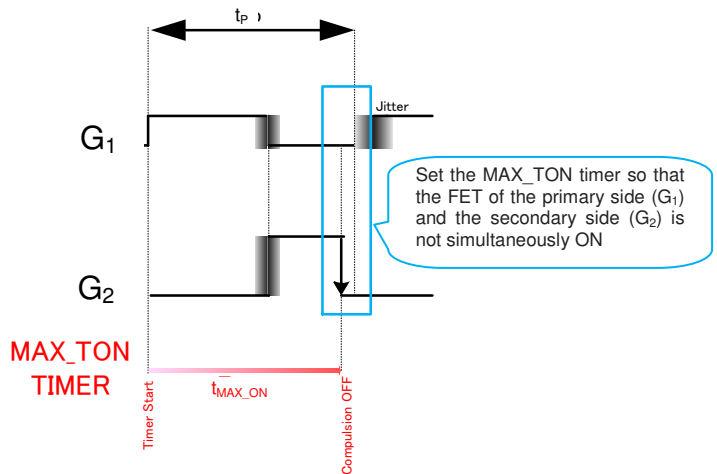 tP
Jitter
G1
Set the MAX_TON timer so that
the FET of the primary side (G1)
and the secondary side (G2) is
not simultaneously ON
G2
MAX_TON
TIMER
Timer Start
tMAX_ON
Compulsion OFF